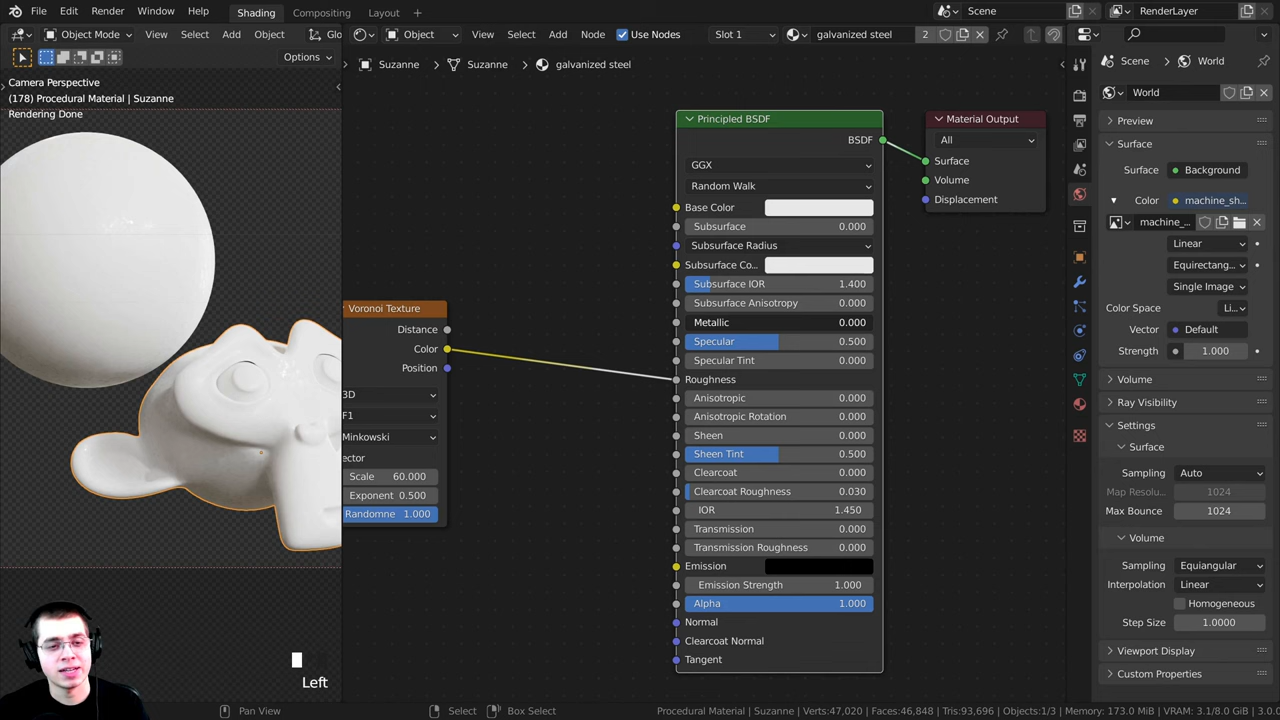 File Edit Render Window Help Shading Compositing Layout + Scene RenderLayer
Object Mode View Select Add Object Glo Object View Select Add Node Use Nodes Slot 1 galvanized steel 2
Options Suzanne Suzanne galvanized steel Scene World
Camera Perspective
(178) Procedural Material | Suzanne
Rendering Done
World
Preview
Surface
Surface Background
Color machine_sh...
machine_...
Linear
Equirectang...
Single Image
Color Space Li...
Vector Default
Strength 1.000
Volume
Ray Visibility
Settings
Surface
Sampling Auto
Map Resolu... 1024
Max Bounce 1024
Volume
Sampling Equiangular
Interpolation Linear
Homogeneous
Step Size 1.0000
Viewport Display
Custom Properties
Principled BSDF
BSDF
GGX
Random Walk
Base Color
Subsurface 0.000
Subsurface Radius
Subsurface Co...
Subsurface IOR 1.400
Subsurface Anisotropy 0.000
Metallic 0.000
Specular 0.500
Specular Tint 0.000
Roughness
Anisotropic 0.000
Anisotropic Rotation 0.000
Sheen 0.000
Sheen Tint 0.500
Clearcoat 0.000
Clearcoat Roughness 0.030
IOR 1.450
Transmission 0.000
Transmission Roughness 0.000
Emission
Emission Strength 1.000
Alpha 1.000
Normal
Clearcoat Normal
Tangent
Material Output
All
Surface
Volume
Displacement
Voronoi Texture
Distance
Color
Position
3D
F1
Minkowski
ector
Scale 60.000
Exponent 0.500
Randomne 1.000
Left
Pan View Select Box Select Procedural Material | Suzanne | Verts:47,020 | Faces:46,848 | Tris:93,696 | Objects:1/3 | Memory: 173.0 MiB | VRAM: 3.1/8.0 GiB | 3.0.0